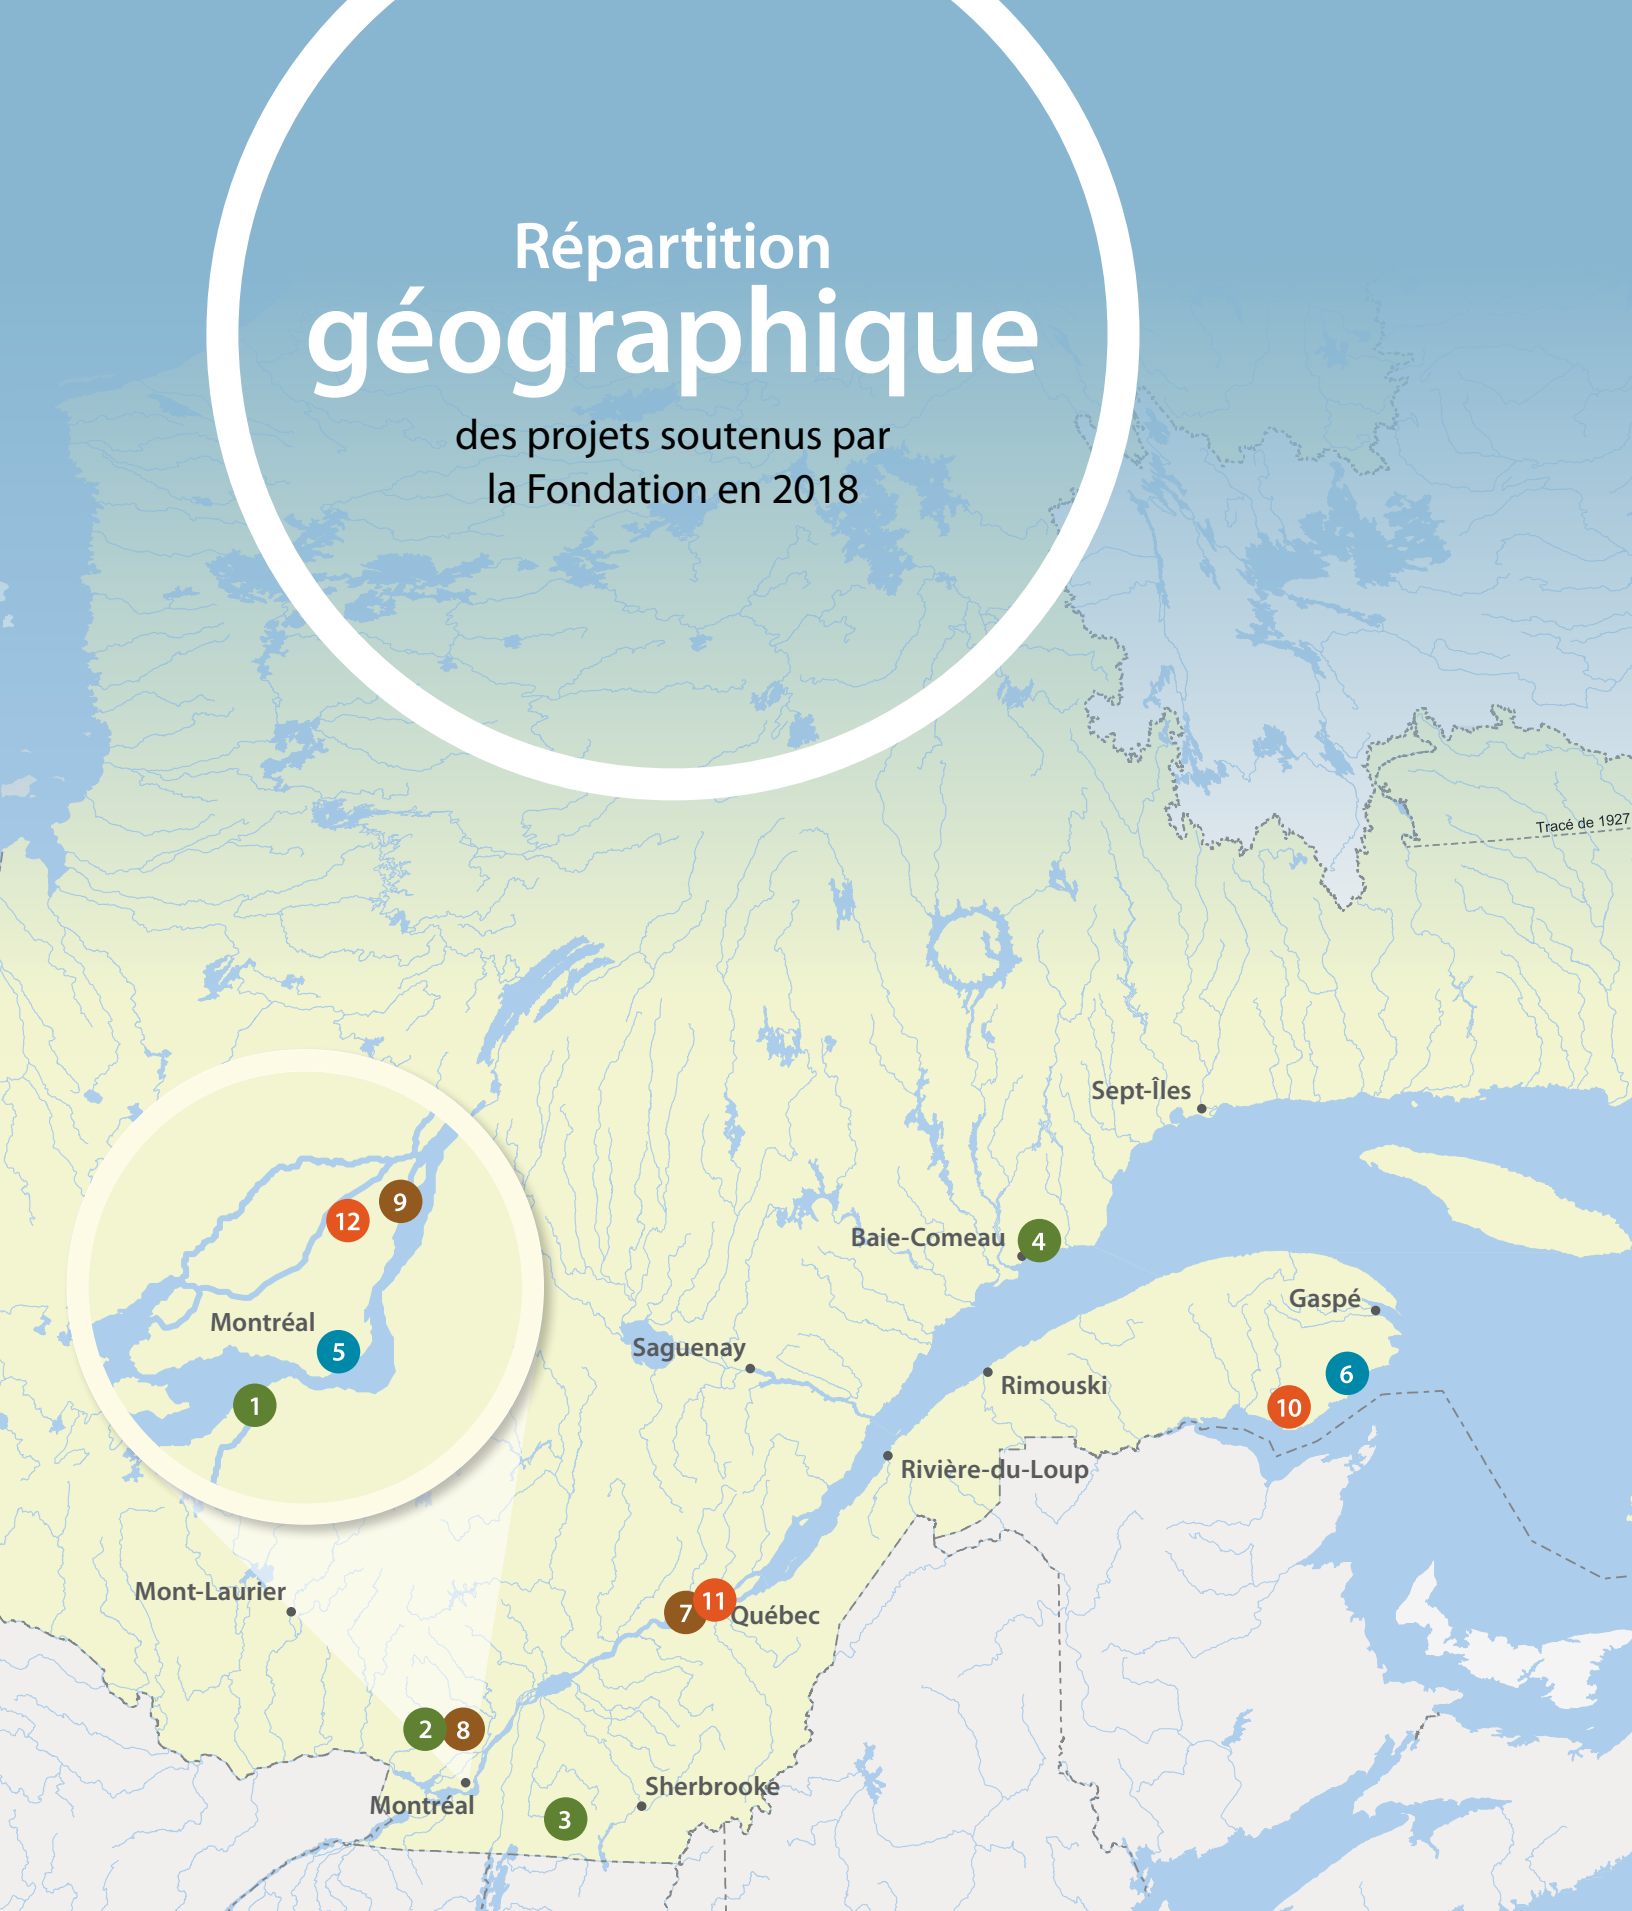 Répartition
géographique
des projets soutenus par
la Fondation en 2018
Tracé de 1927
Sept-Îles
9
12
Baie-Comeau
4
Gaspé
Montréal
5
Saguenay
6
Rimouski
1
10
Rivière-du-Loup
Mont-Laurier
7
11
Québec
2
8
Sherbrooke
Montréal
3